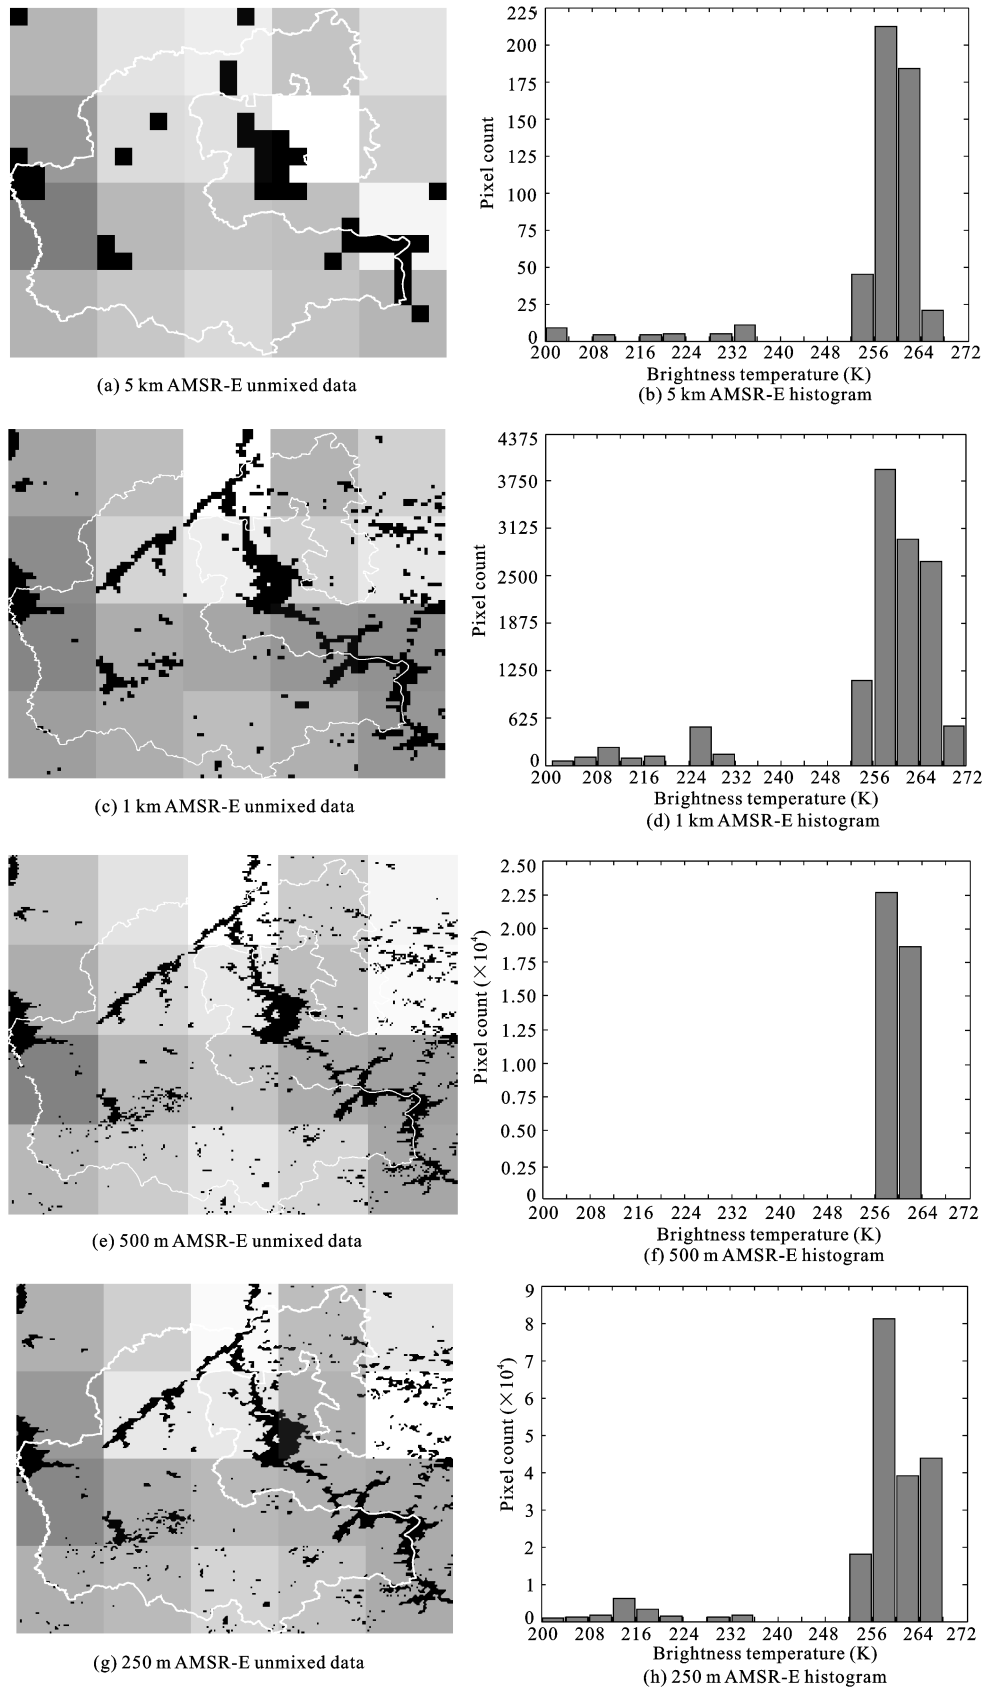 225
200
175
150
125
100
75
50
25
0
Pixel count
200 208 216 224 232 240 248 256 264 272
Brightness temperature (K)
(a) 5 km AMSR-E unmixed data
(b) 5 km AMSR-E histogram
4375
3750
3125
2500
1875
1250
625
0
Pixel count
200 208 216 224 232 240 248 256 264 272
Brightness temperature (K)
(c) 1 km AMSR-E unmixed data
(d) 1 km AMSR-E histogram
2.50
2.25
2.00
1.75
1.50
1.25
1.00
0.75
0.50
0.25
0
Pixel count (×10⁴)
200 208 216 224 232 240 248 256 264 272
Brightness temperature (K)
(e) 500 m AMSR-E unmixed data
(f) 500 m AMSR-E histogram
9
8
7
6
5
4
3
2
1
0
Pixel count (×10⁴)
200 208 216 224 232 240 248 256 264 272
Brightness temperature (K)
(g) 250 m AMSR-E unmixed data
(h) 250 m AMSR-E histogram